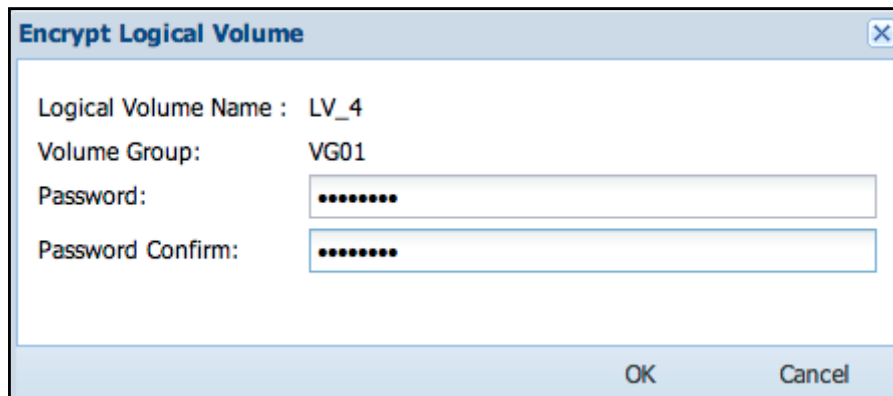 Encrypt Logical Volume
Logical Volume Name : LV_4
Volume Group: VG01
Password: ••••••••
Password Confirm: ••••••••
OK Cancel